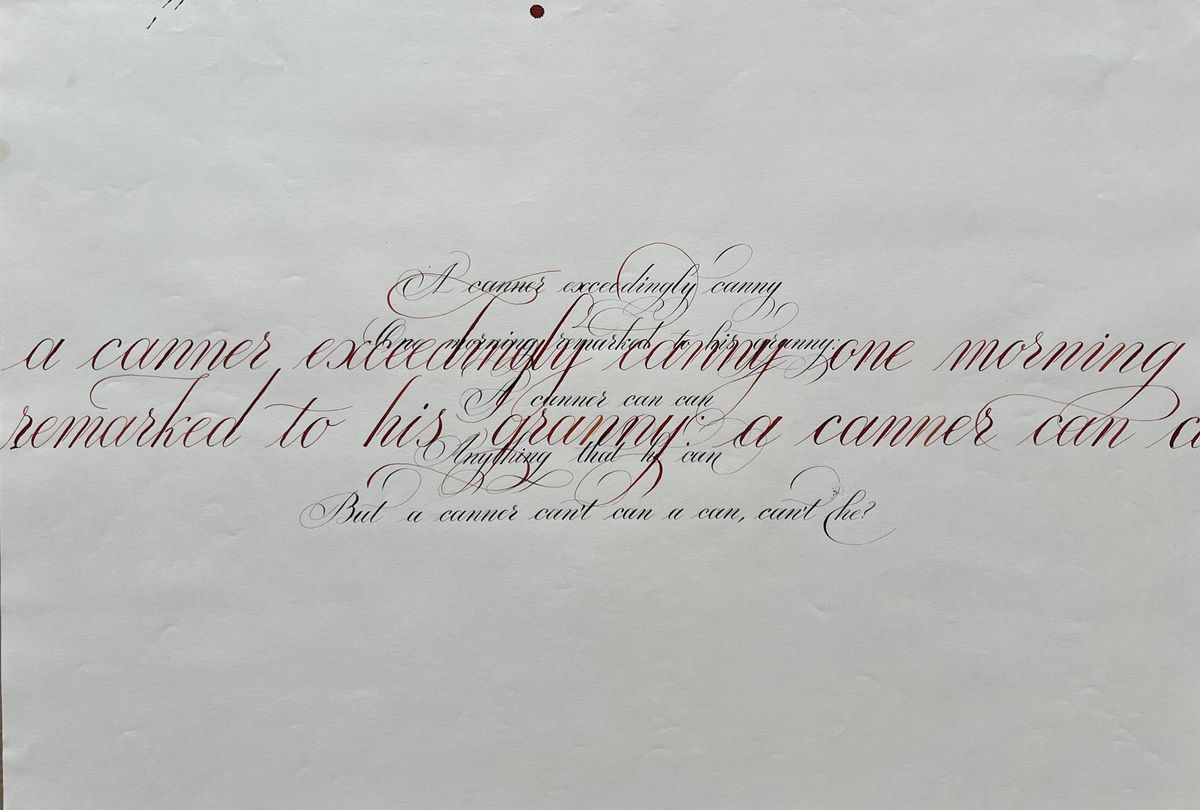 A canner exceedingly canny
One morning remarked to his granny:
a canner exceedingly canny one morning
A canner can can
remarked to his granny: a canner can
Anything that he can
But a canner can't can a can, can't he?